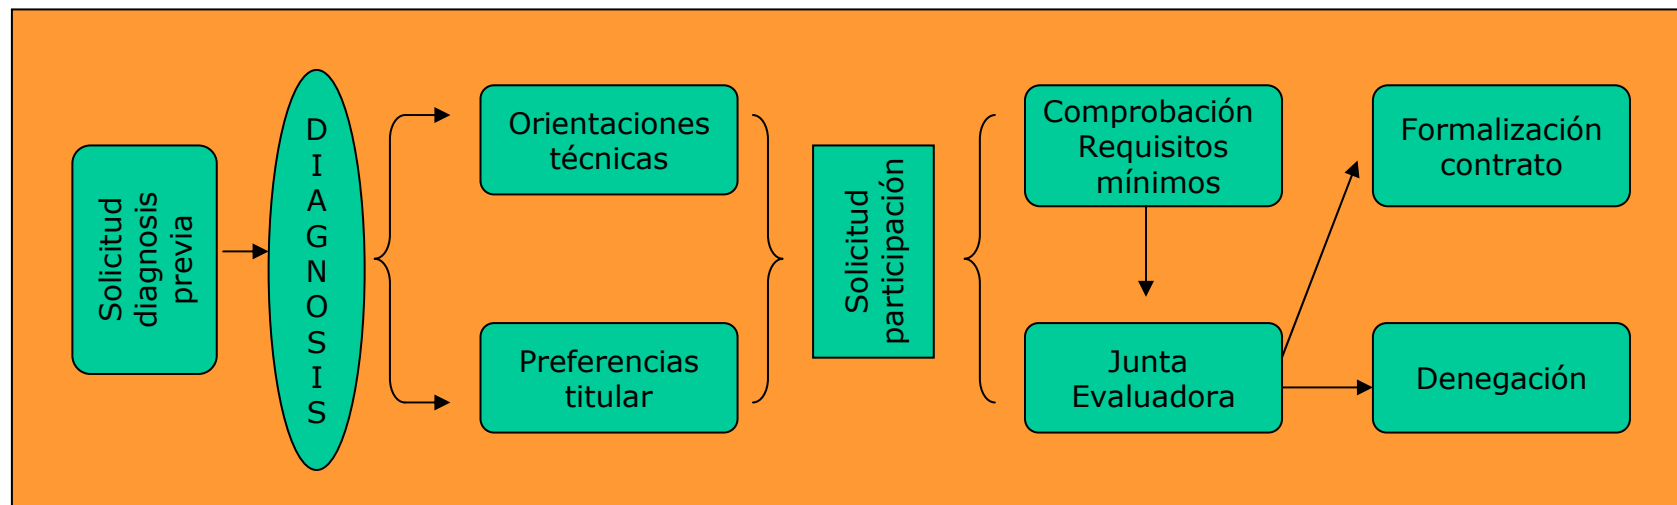 Solicitud
diagnosis
previa
D
I
A
G
N
O
S
I
S
Orientaciones
técnicas
Preferencias
titular
Solicitud
participación
Comprobación
Requisitos
mínimos
Junta
Evaluadora
Formalización
contrato
Denegación